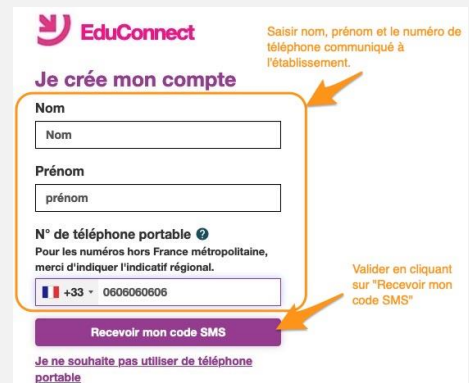 EduConnect
Saisir nom, prénom et le numéro de
téléphone communiqué à
l'établissement.
Je crée mon compte
Nom
Nom
Prénom
prénom
N° de téléphone portable ?
Pour les numéros hors France métropolitaine,
merci d'indiquer l'indicatif régional.
+33 0606060606
Valider en cliquant
sur "Recevoir mon
code SMS"
Recevoir mon code SMS
Je ne souhaite pas utiliser de téléphone
portable